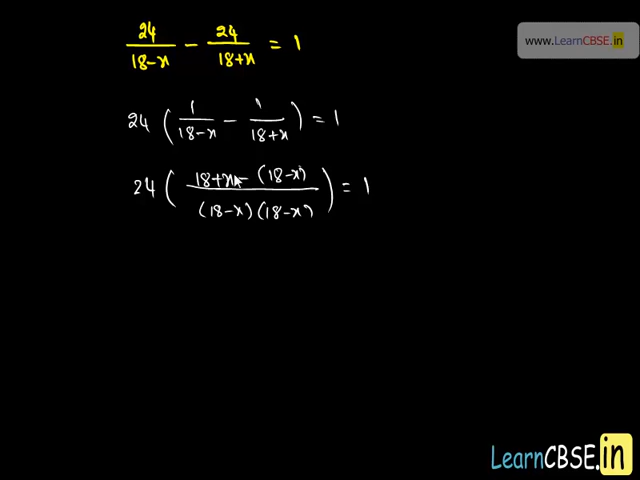 24/(18-x) - 24/(18+x) = 1
www.LearnCBSE.in
24 ( 1/(18-x) - 1/(18+x) ) = 1
24 ( (18+x - (18-x))/((18-x)(18-x)) ) = 1
LearnCBSE.in